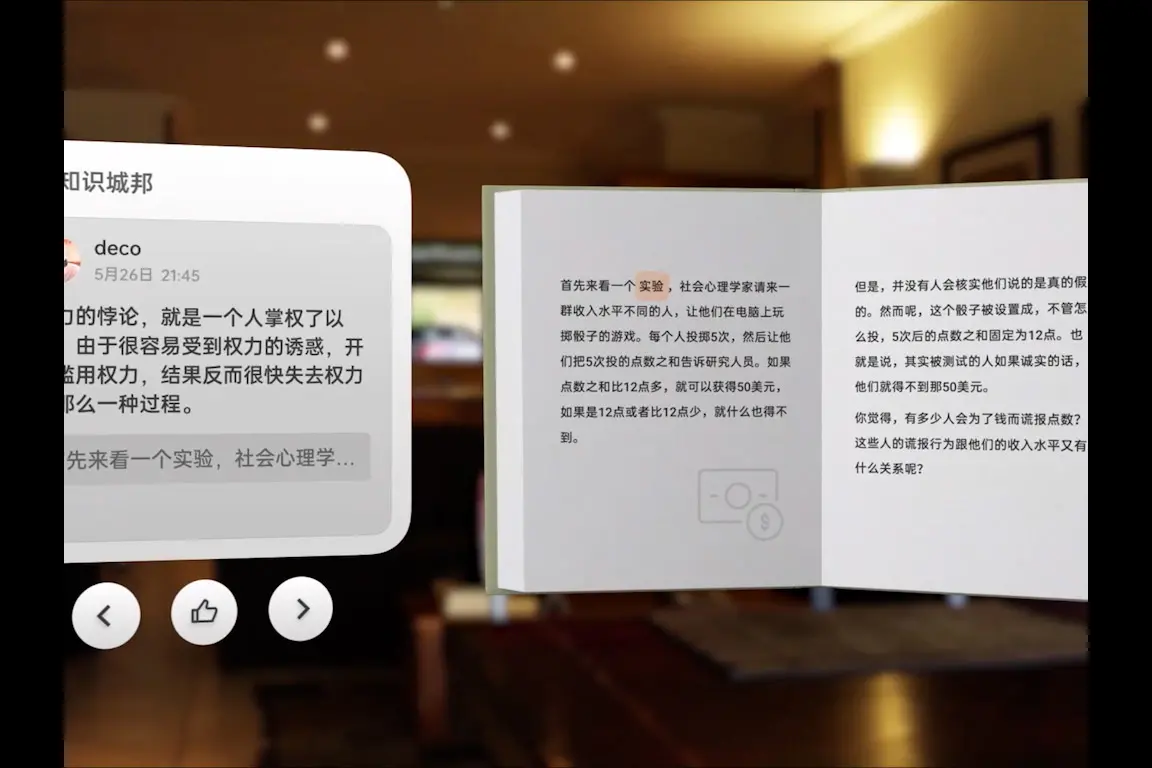 知识城邦
deco
5月26日 21:45
的悖论，就是一个人掌权了以
由于很容易受到权力的诱惑，开
滥用权力，结果反而很快失去权力
那么一种过程。
先来看一个实验，社会心理学...
首先来看一个 实验 ，社会心理学家请来一
群收入水平不同的人，让他们在电脑上玩
掷骰子的游戏。每个人投掷5次，然后让他
们把5次投的点数之和告诉研究人员。如果
点数之和比12点多，就可以获得50美元，
如果是12点或者比12点少，就什么也得不
到。
但是，并没有人会核实他们说的是真的假
的。然而呢，这个骰子被设置成，不管怎
么投，5次后的点数之和固定为12点。也
就是说，其实被测试的人如果诚实的话，
他们就得不到那50美元。
你觉得，有多少人会为了钱而谎报点数？
这些人的谎报行为跟他们的收入水平又有
什么关系呢？